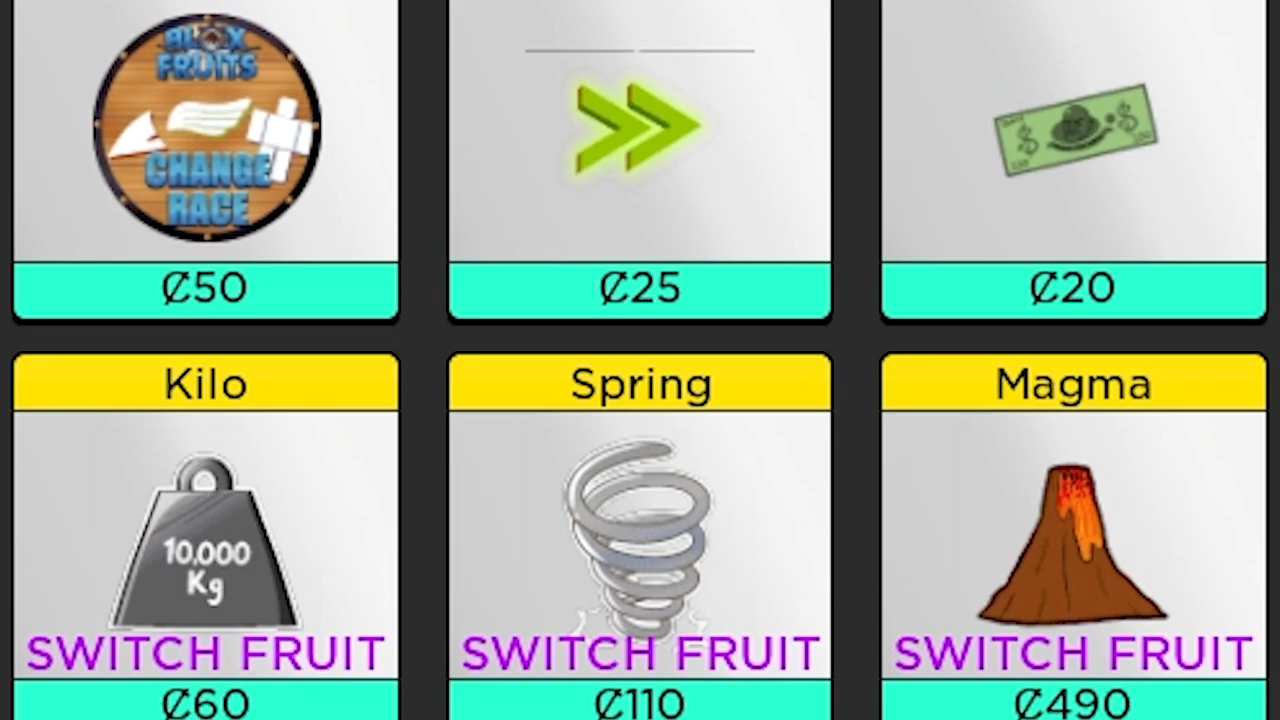 BLOX
FRUITS
CHANGE
RACE
₡50
₡25
₡20
Kilo
Spring
Magma
10,000
Kg
SWITCH FRUIT
SWITCH FRUIT
SWITCH FRUIT
₡60
₡110
₡490